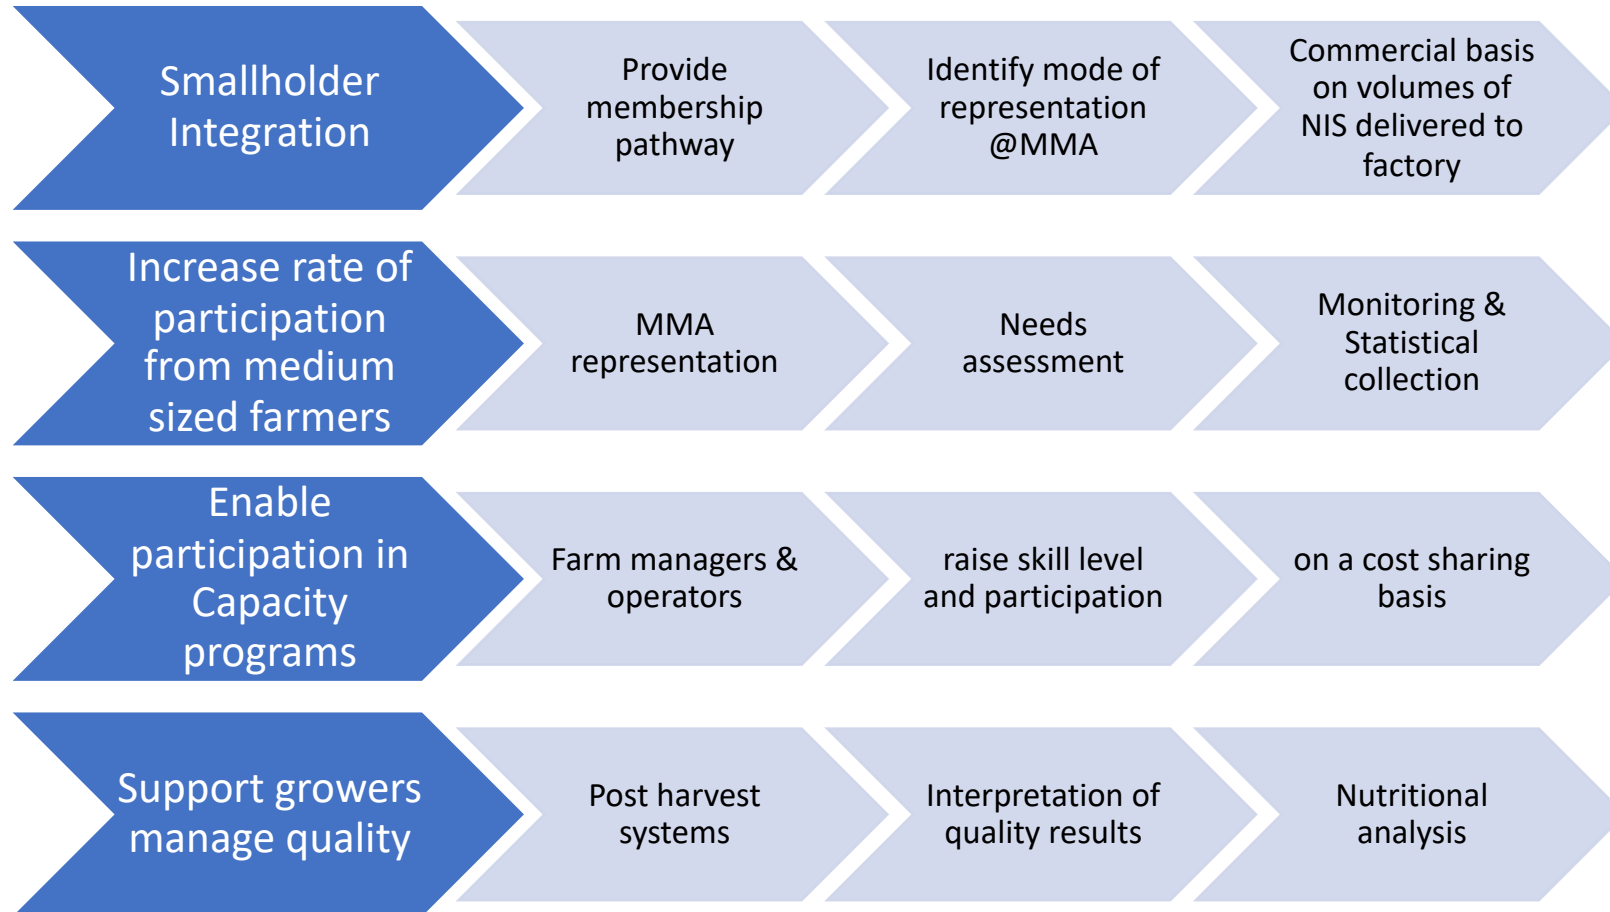 Smallholder
Integration
Provide
membership
pathway
Identify mode of
representation
@MMA
Commercial basis
on volumes of
NIS delivered to
factory
Increase rate of
participation
from medium
sized farmers
MMA
representation
Needs
assessment
Monitoring &
Statistical
collection
Enable
participation in
Capacity
programs
Farm managers &
operators
raise skill level
and participation
on a cost sharing
basis
Support growers
manage quality
Post harvest
systems
Interpretation of
quality results
Nutritional
analysis